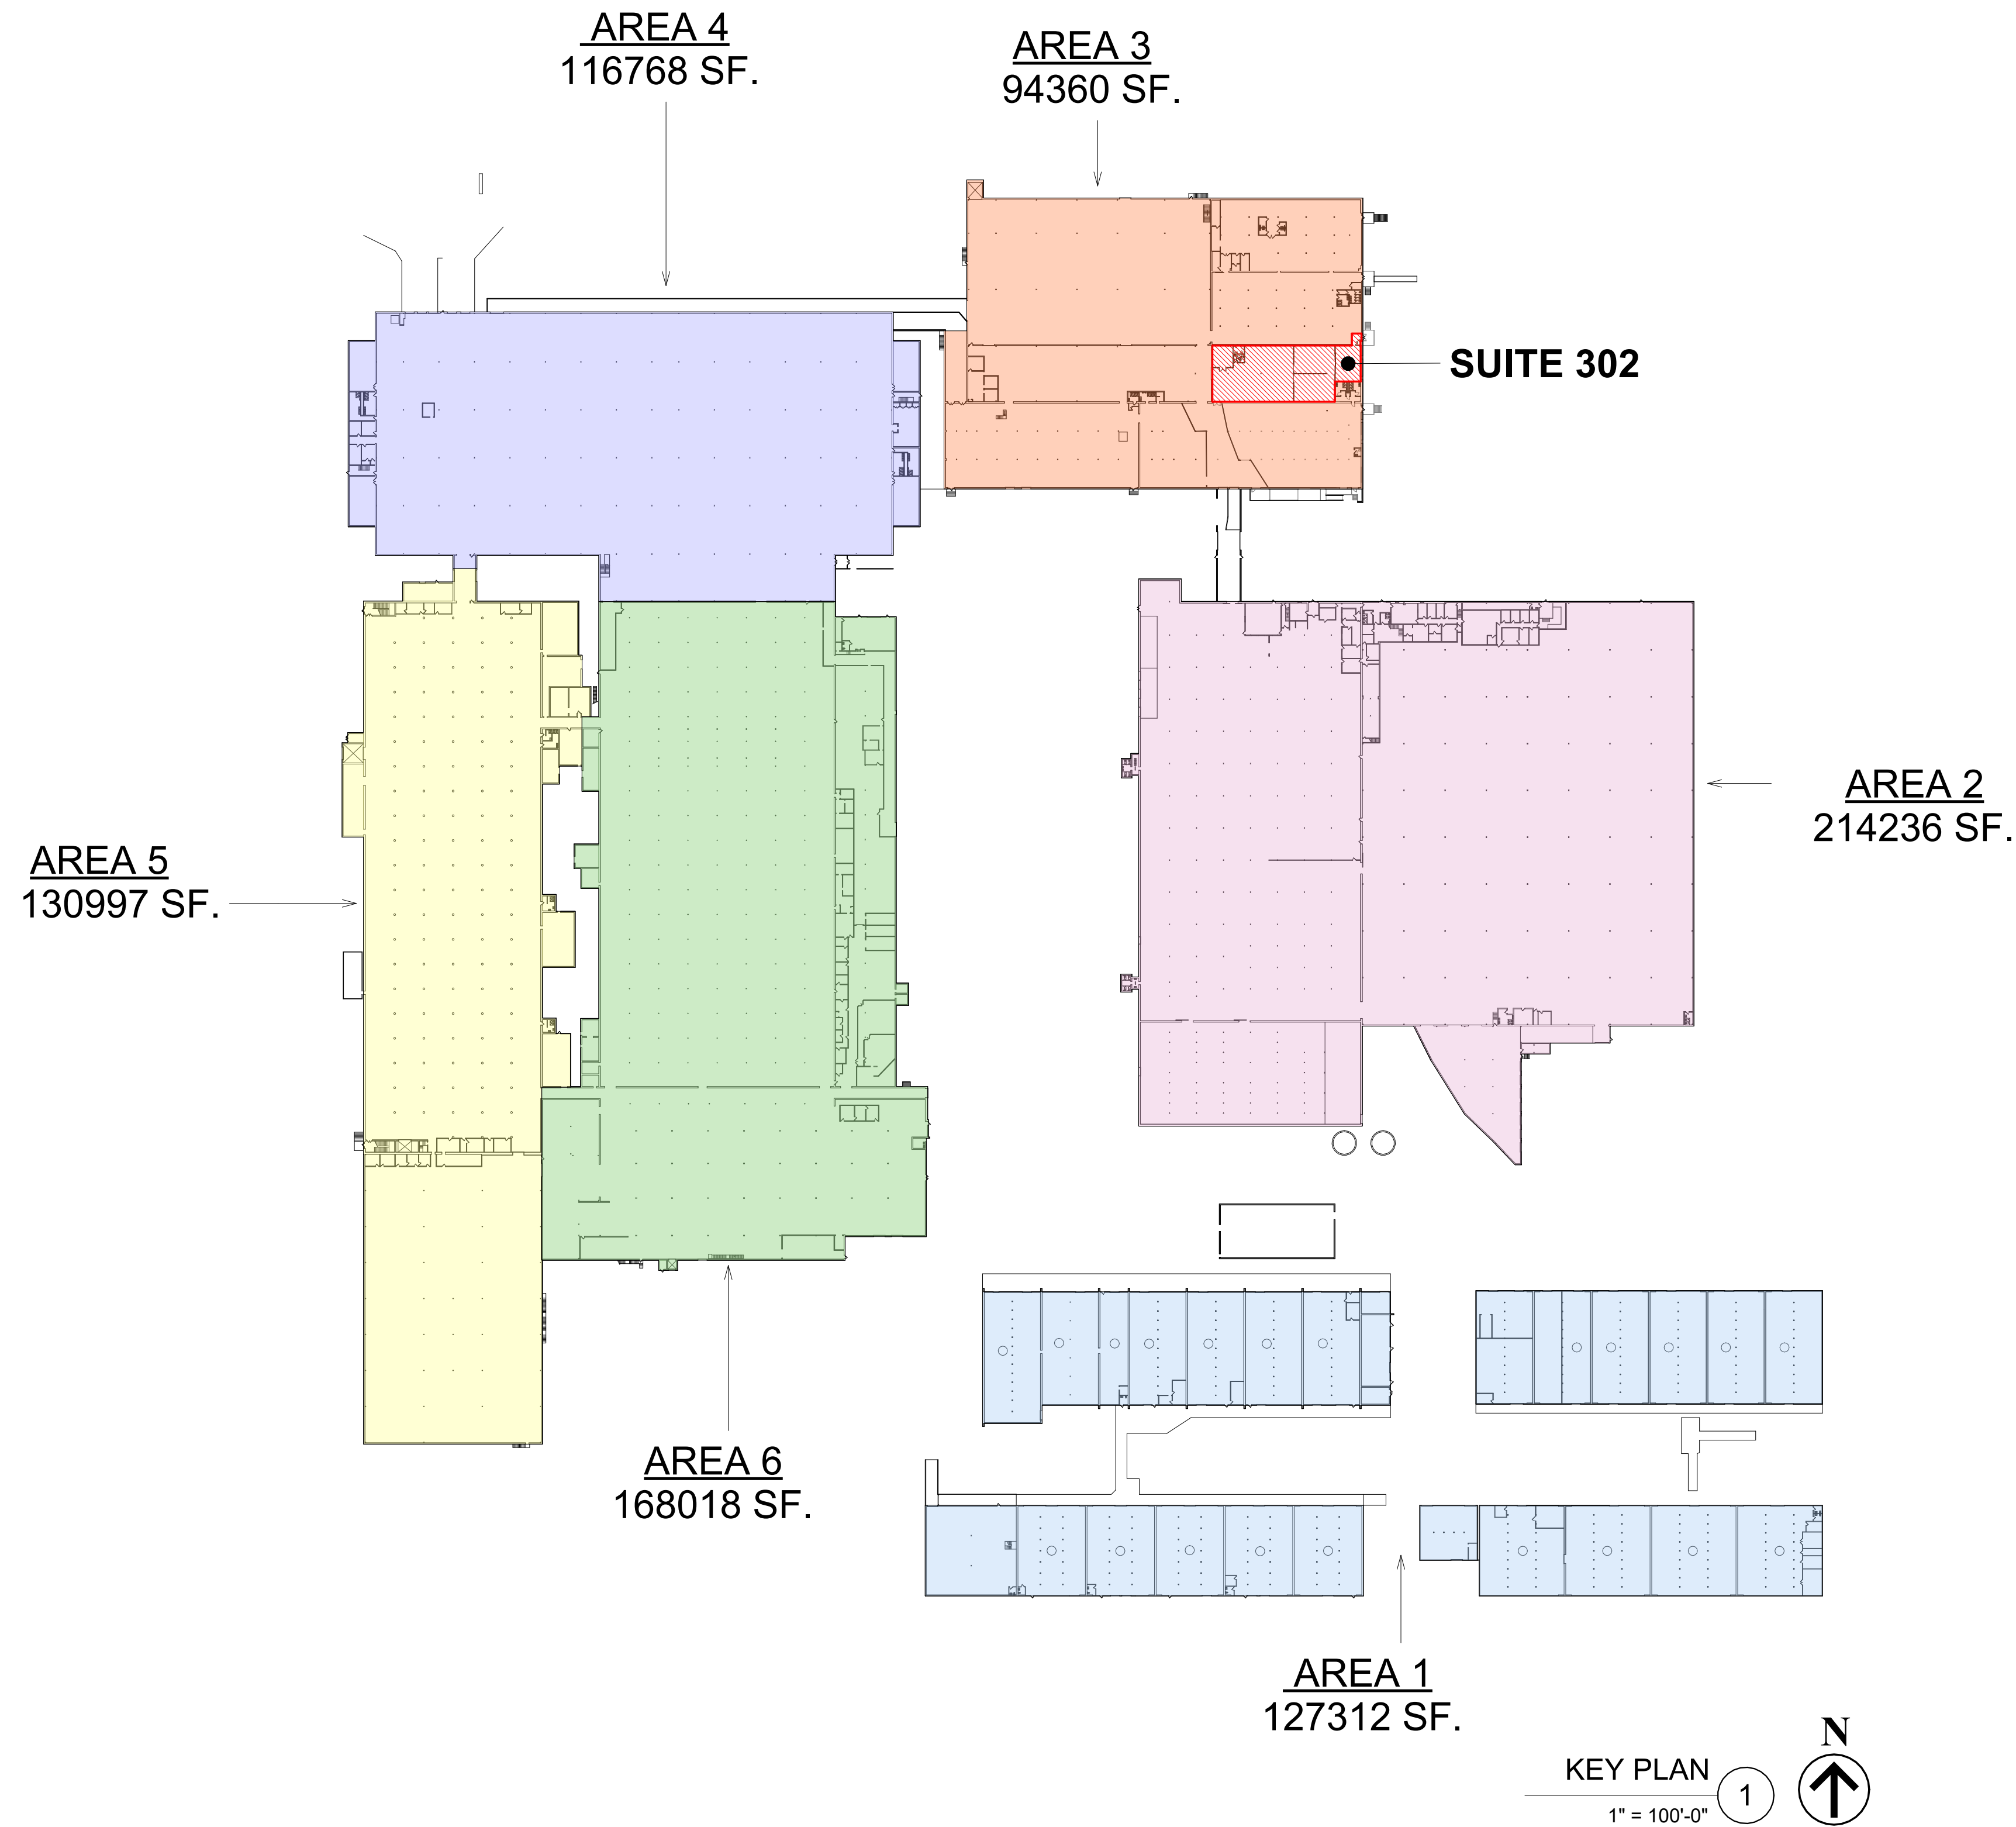 AREA 4
116768 SF.
AREA 3
94360 SF.
SUITE 302
AREA 2
214236 SF.
AREA 5
130997 SF.
AREA 6
168018 SF.
AREA 1
127312 SF.
N
KEY PLAN
1
1" = 100'-0"